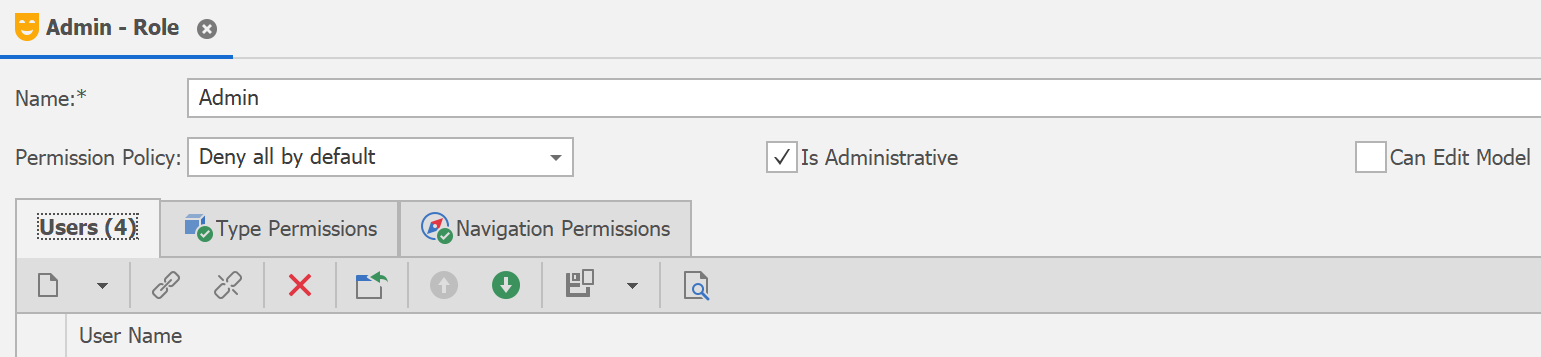 Admin - Role
Name:* Admin
Permission Policy: Deny all by default Is Administrative Can Edit Model
Users (4) Type Permissions Navigation Permissions
User Name